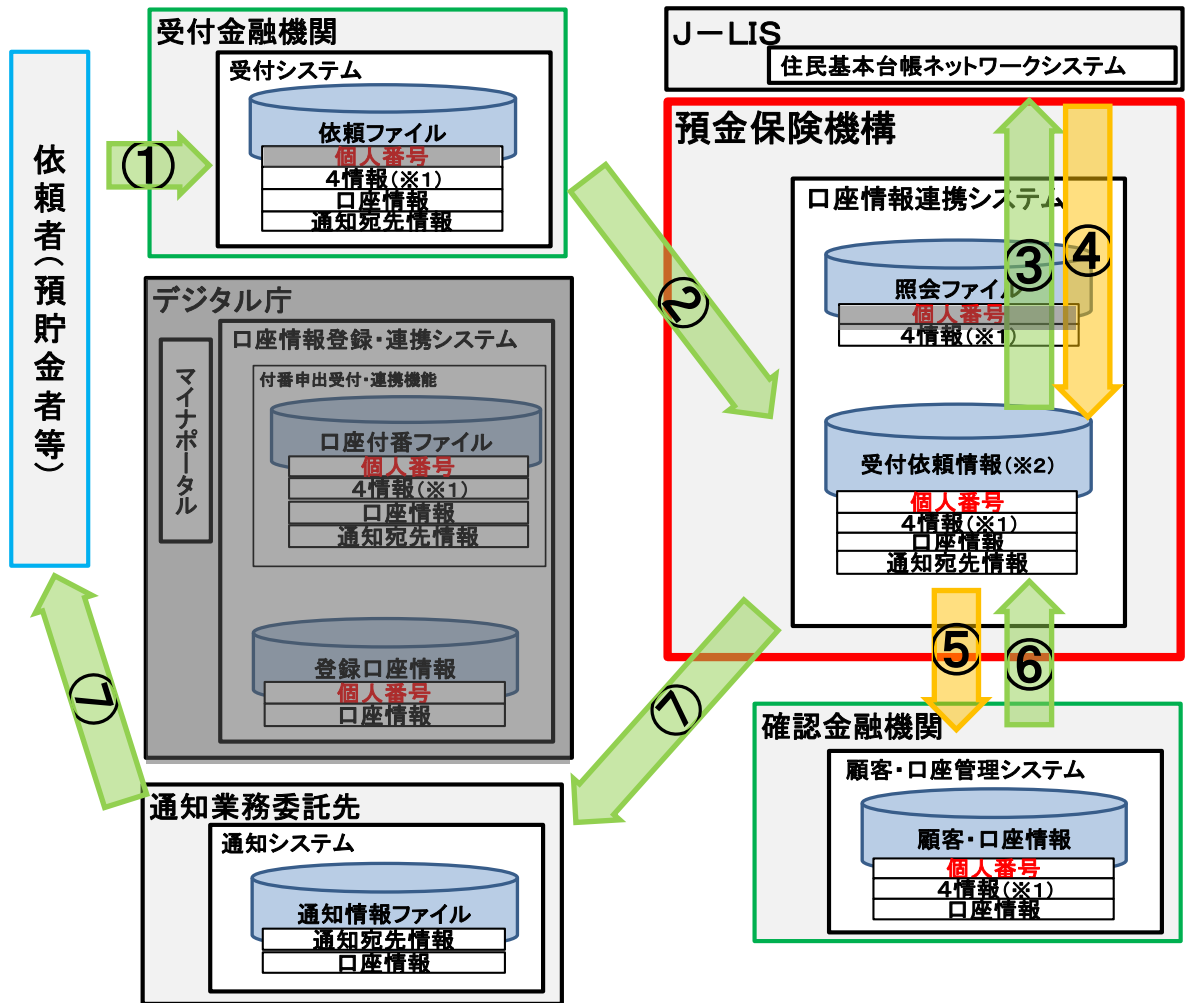 依頼者（預貯金者等）
①
受付金融機関
受付システム
依頼ファイル
個人番号
４情報(※1)
口座情報
通知宛先情報
②
J－LIS
住民基本台帳ネットワークシステム
預金保険機構
口座情報連携システム
③
④
照会ファイル
個人番号
４情報(※1)
受付依頼情報(※2)
個人番号
４情報(※1)
口座情報
通知宛先情報
⑤
⑥
デジタル庁
マイナポータル
口座情報登録・連携システム
付番申出受付・連携機能
口座付番ファイル
個人番号
４情報(※1)
口座情報
通知宛先情報
登録口座情報
個人番号
口座情報
⑦
⑦
確認金融機関
顧客・口座管理システム
顧客・口座情報
個人番号
４情報(※1)
口座情報
通知業務委託先
通知システム
通知情報ファイル
通知宛先情報
口座情報